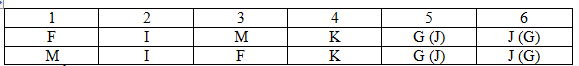 1 2 3 4 5 6
F I M K G (J) J (G)
M I F K G (J) J (G)